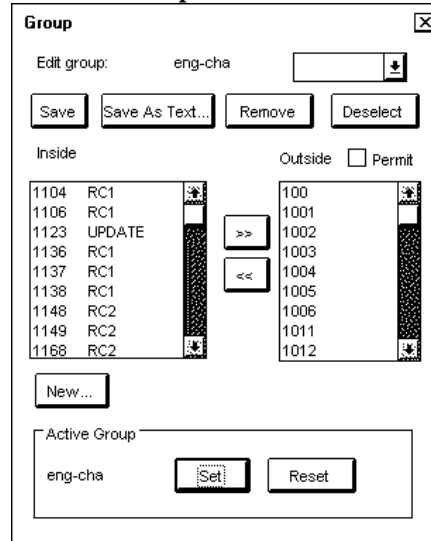 Group
Edit group: eng-cha
Save Save As Text... Remove Deselect
Inside Outside Permit
1104 RC1 100
1106 RC1 1001
1123 UPDATE >> 1002
1136 RC1 1003
1137 RC1 << 1004
1138 RC1 1005
1148 RC2 1006
1149 RC2 1011
1168 RC2 1012
New...
Active Group
eng-cha Set Reset